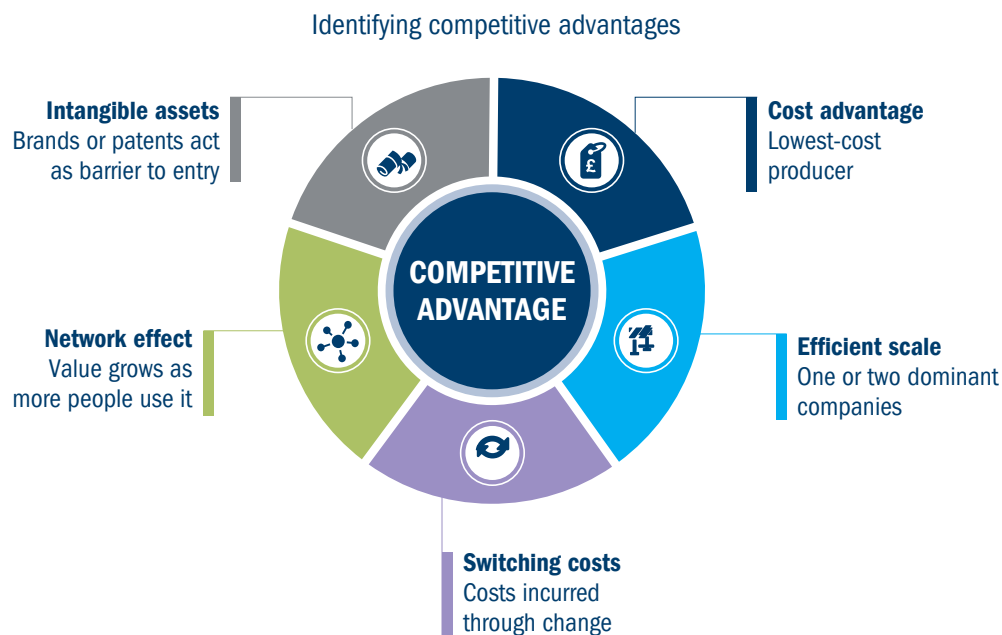 Identifying competitive advantages
Intangible assets
Brands or patents act
as barrier to entry
Cost advantage
Lowest-cost
producer
£
COMPETITIVE
ADVANTAGE
Network effect
Value grows as
more people use it
Efficient scale
One or two dominant
companies
Switching costs
Costs incurred
through change